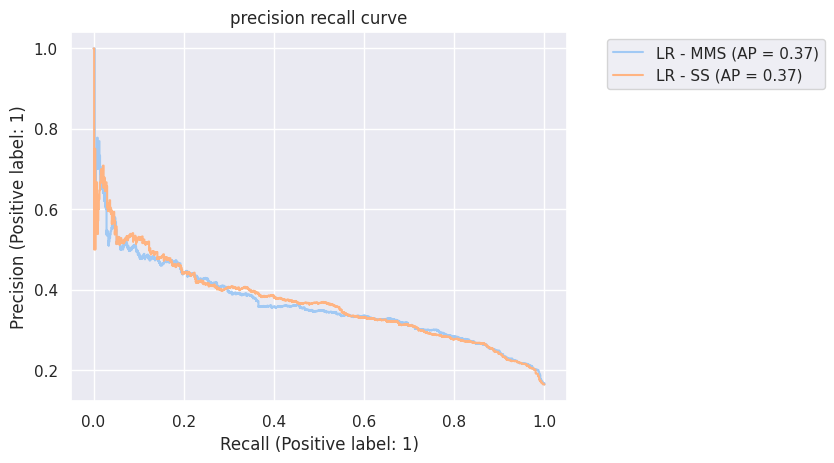 precision recall curve
LR - MMS (AP = 0.37)
LR - SS (AP = 0.37)
Precision (Positive label: 1)
1.0
0.8
0.6
0.4
0.2
0.0 0.2 0.4 0.6 0.8 1.0
Recall (Positive label: 1)